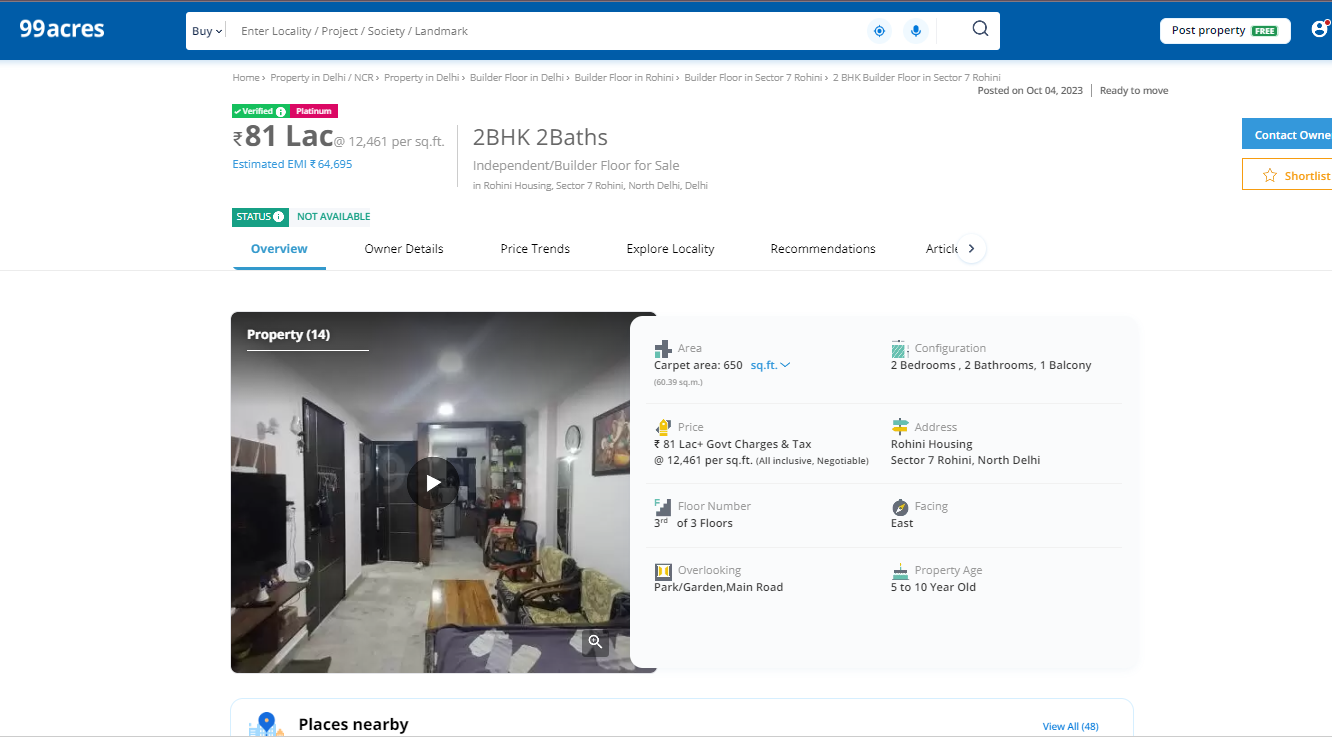 99acres
Buy
Enter Locality / Project / Society / Landmark
Post property FREE
Home › Property in Delhi / NCR › Property in Delhi › Builder Floor in Delhi › Builder Floor in Rohini › Builder Floor in Sector 7 Rohini › 2 BHK Builder Floor in Sector 7 Rohini
Posted on Oct 04, 2023 | Ready to move
Verified Platinum
₹81 Lac @ 12,461 per sq.ft.
Estimated EMI ₹ 64,695
2BHK 2Baths
Independent/Builder Floor for Sale
in Rohini Housing, Sector 7 Rohini, North Delhi, Delhi
Contact Owne
Shortlist
STATUS NOT AVAILABLE
Overview Owner Details Price Trends Explore Locality Recommendations Article
Property (14)
Area
Carpet area: 650 sq.ft.
(60.39 sq.m.)
Configuration
2 Bedrooms , 2 Bathrooms, 1 Balcony
Price
₹ 81 Lac+ Govt Charges & Tax
@ 12,461 per sq.ft. (All inclusive, Negotiable)
Address
Rohini Housing
Sector 7 Rohini, North Delhi
Floor Number
3rd of 3 Floors
Facing
East
Overlooking
Park/Garden,Main Road
Property Age
5 to 10 Year Old
Places nearby
View All (48)